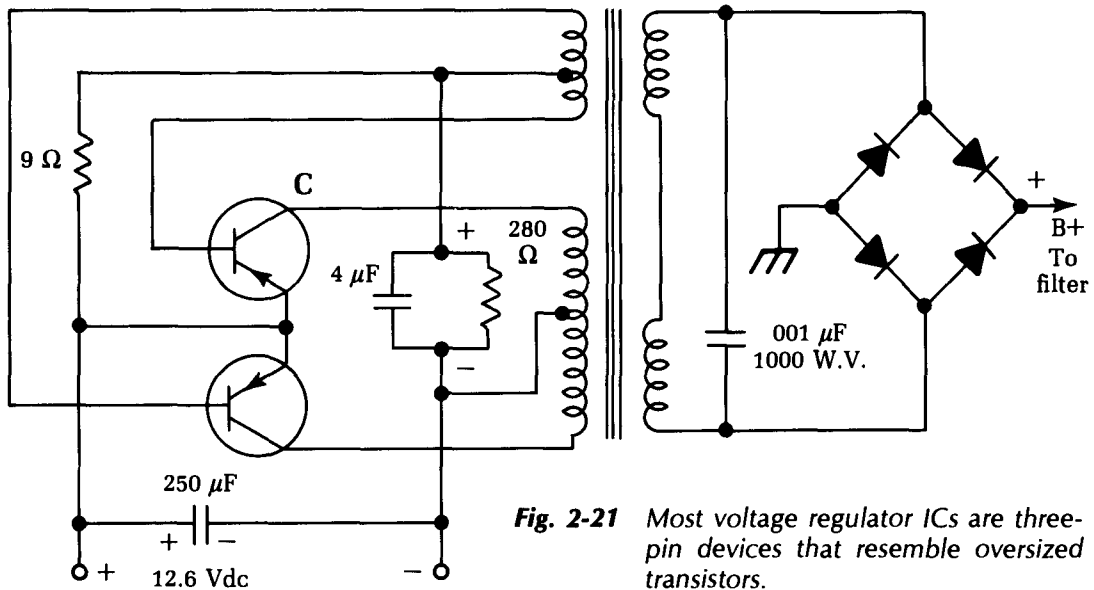 9 Ω
C
+
280
Ω
4 μF
−
+
B+
To
filter
001 μF
1000 W.V.
250 μF
+ −
+ 12.6 Vdc −
Fig. 2-21 Most voltage regulator ICs are three-
pin devices that resemble oversized
transistors.